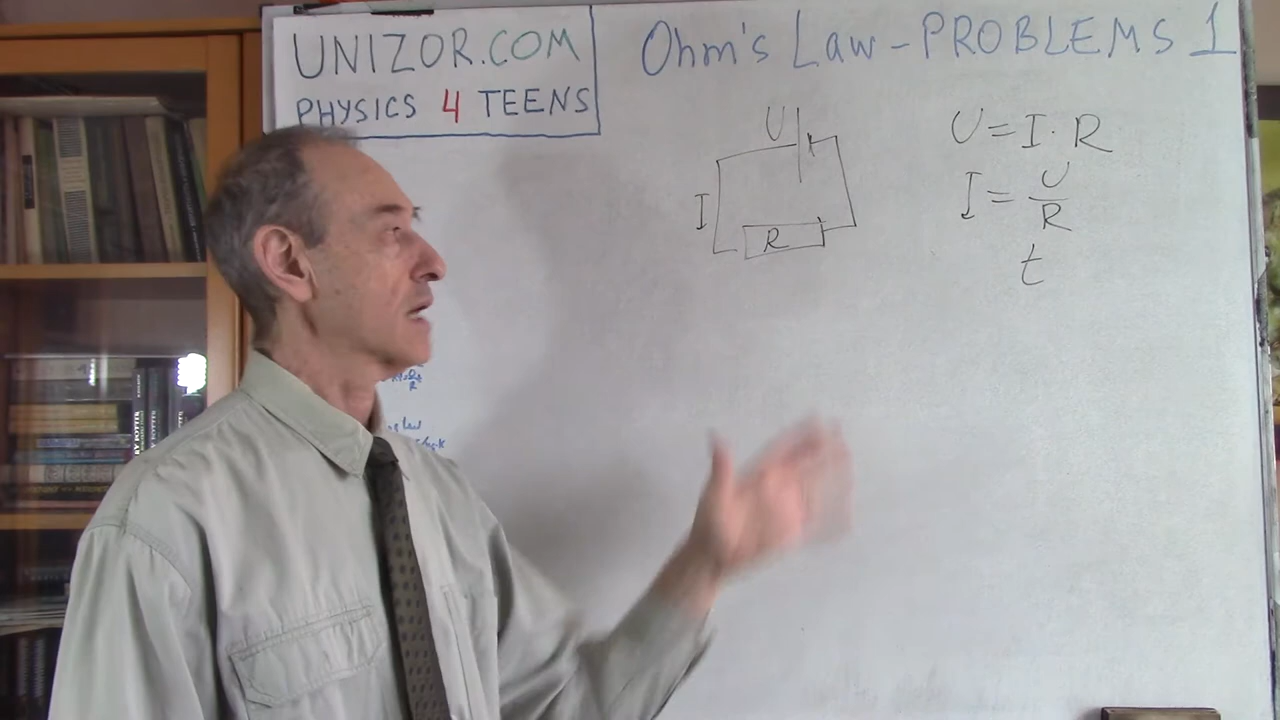 UNIZOR.COM
PHYSICS 4 TEENS
Ohm's Law - PROBLEMS 1
U
I
R
U = I · R
I = U/R
t